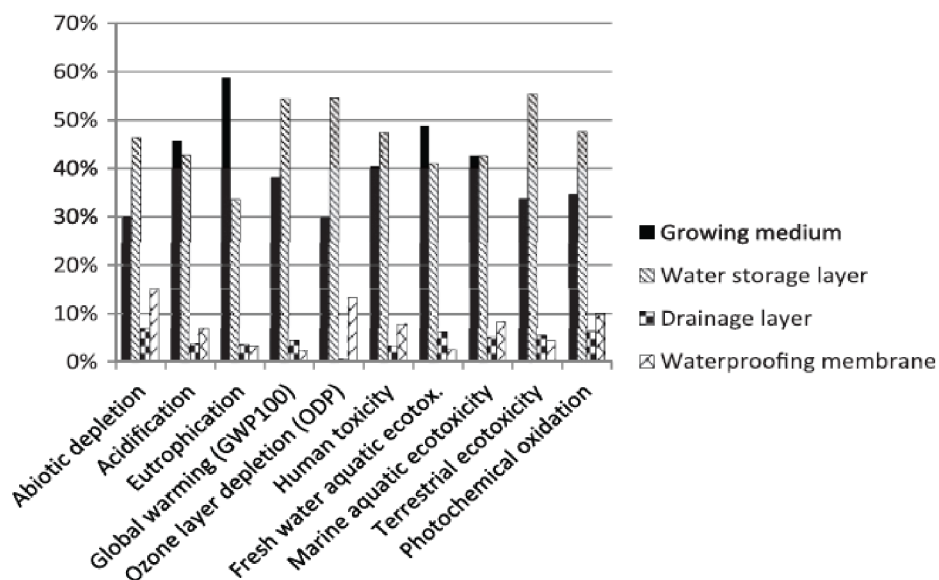 70%
60%
50%
40%
30%
20%
10%
0%
Abiotic depletion
Acidification
Eutrophication
Global warming (GWP100)
Ozone layer depletion (ODP)
Human toxicity
Fresh water aquatic ecotox.
Marine aquatic ecotoxicity
Terrestrial ecotoxicity
Photochemical oxidation
Growing medium
Water storage layer
Drainage layer
Waterproofing membrane